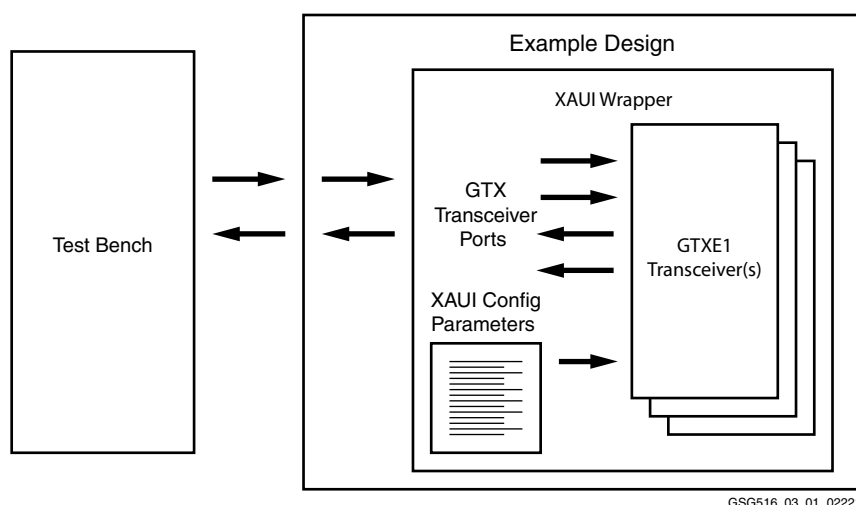 Example Design
XAUI Wrapper
GTX
Transceiver
Ports
Test Bench
GTXE1
Transceiver(s)
XAUI Config
Parameters